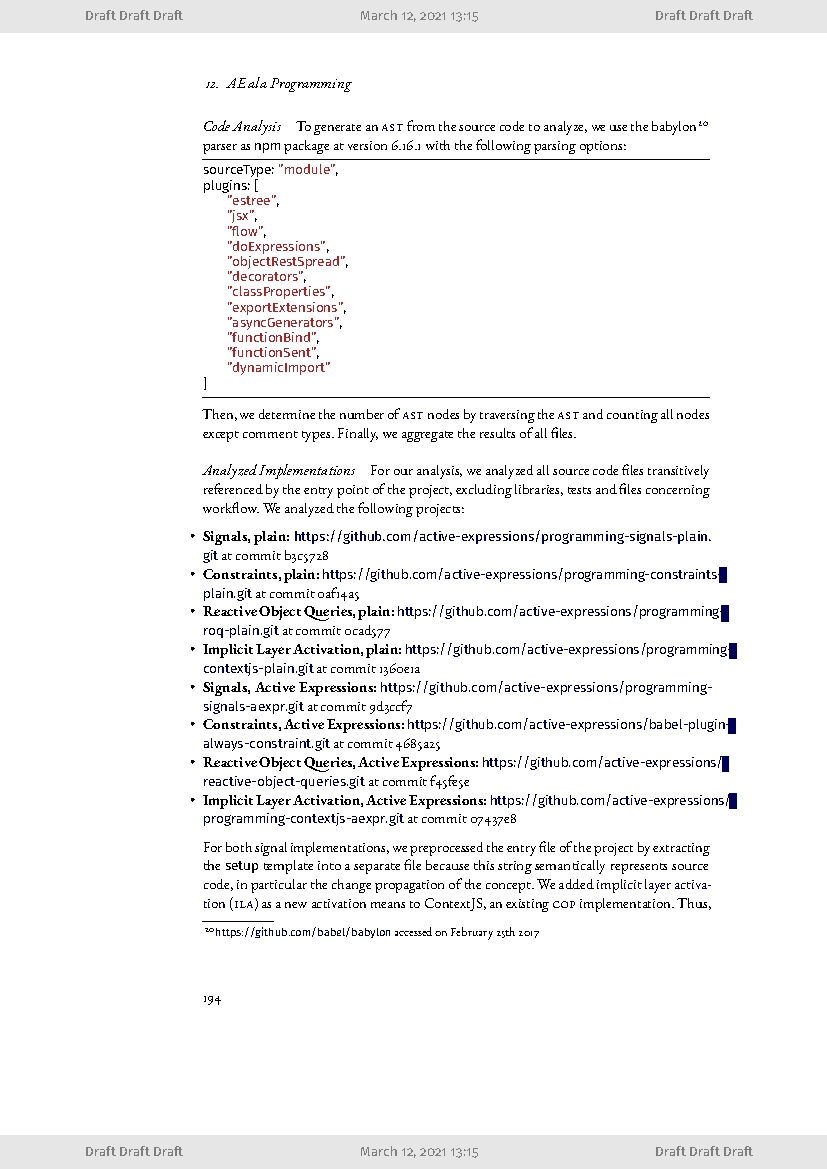 Draft Draft Draft March 12, 2021 13:15 Draft Draft Draft
12. AEala Programming
Code Analysis To generate an AST from the source code to analyze, we use the babylon20
parser as npm package at version 6.16.1 with the following parsing options:
sourceType: "module",
plugins: [
"estree",
"jsx",
"flow",
"doExpressions",
"objectRestSpread",
"decorators",
"classProperties",
"exportExtensions",
"asyncGenerators",
"functionBind",
"functionSent",
"dynamicImport"
]
Then, we determine the number of AST nodes by traversing the AST and counting all nodes
except comment types. Finally, we aggregate the results of all files.
Analyzed Implementations For our analysis, we analyzed all source code files transitively
referenced by the entry point of the project, excluding libraries, tests and files concerning
workflow. We analyzed the following projects:
• Signals, plain: https://github.com/active-expressions/programming-signals-plain.
git at commit b3c5728
• Constraints, plain: https://github.com/active-expressions/programming-constraints-
plain.git at commit 0af14a5
• Reactive Object Queries, plain: https://github.com/active-expressions/programming-
roq-plain.git at commit 0cad577
• Implicit Layer Activation, plain: https://github.com/active-expressions/programming-
contextjs-plain.git at commit 1360e1a
• Signals, Active Expressions: https://github.com/active-expressions/programming-
signals-aexpr.git at commit 9d3ccf7
• Constraints, Active Expressions: https://github.com/active-expressions/babel-plugin-
always-constraint.git at commit 4685a25
• Reactive Object Queries, Active Expressions: https://github.com/active-expressions/
reactive-object-queries.git at commit f45fe5e
• Implicit Layer Activation, Active Expressions: https://github.com/active-expressions/
programming-contextjs-aexpr.git at commit 07437e8
For both signal implementations, we preprocessed the entry file of the project by extracting
the setup template into a separate file because this string semantically represents source
code, in particular the change propagation of the concept. We added implicit layer activa-
tion (ILA) as a new activation means to ContextJS, an existing COP implementation. Thus,
20https://github.com/babel/babylon accessed on February 25th 2017
194
Draft Draft Draft March 12, 2021 13:15 Draft Draft Draft